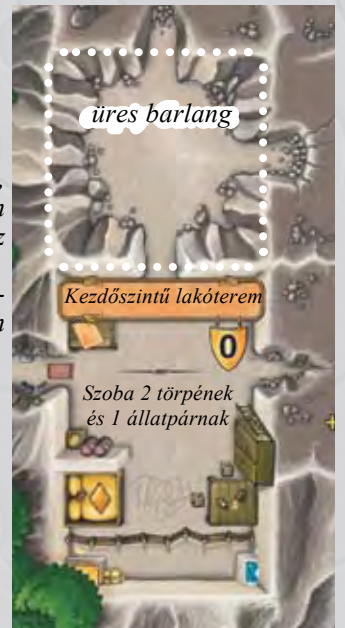 üres barlang
Kezdőszintű lakóterem
0
Szoba 2 törpének
és 1 állatpárnak